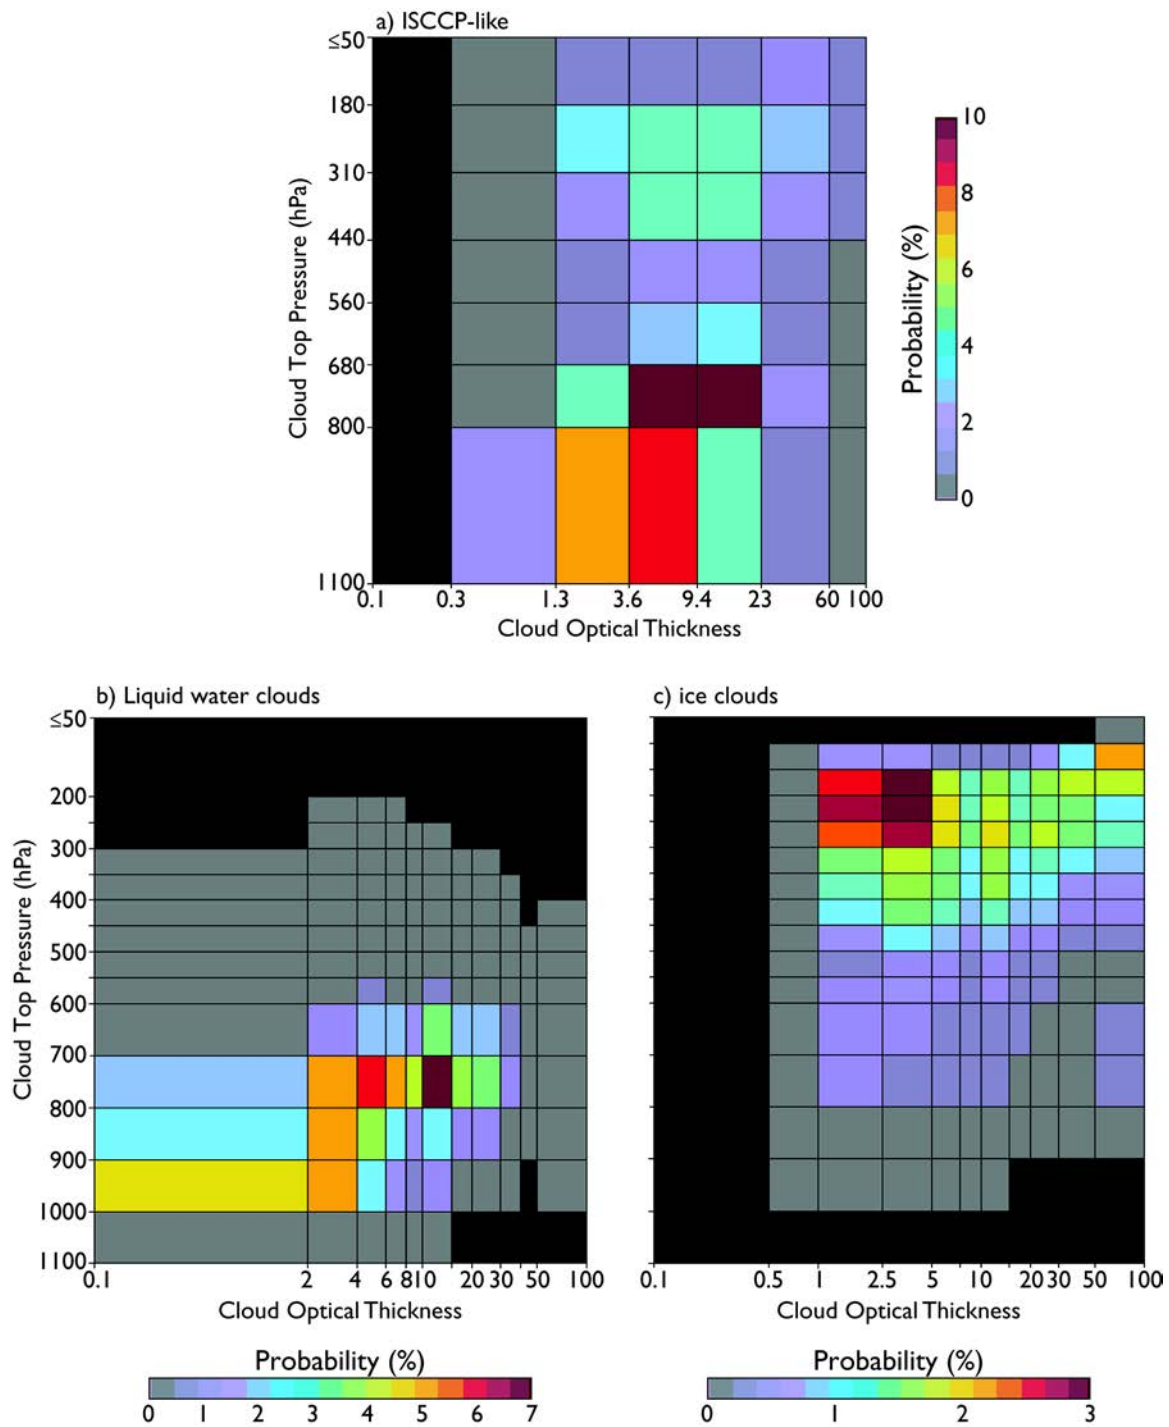 a) ISCCP-like
≤50
180
310
440
560
680
800
1100
Cloud Top Pressure (hPa)
0.1 0.3 1.3 3.6 9.4 23 60 100
Cloud Optical Thickness
10
8
6
4
2
0
Probability (%)
b) Liquid water clouds
≤50
200
300
400
500
600
700
800
900
1000
1100
Cloud Top Pressure (hPa)
0.1 2 4 6 8 10 20 30 50 100
Cloud Optical Thickness
Probability (%)
0 1 2 3 4 5 6 7
c) ice clouds
0.1 0.5 1 2.5 5 10 20 30 50 100
Cloud Optical Thickness
Probability (%)
0 1 2 3